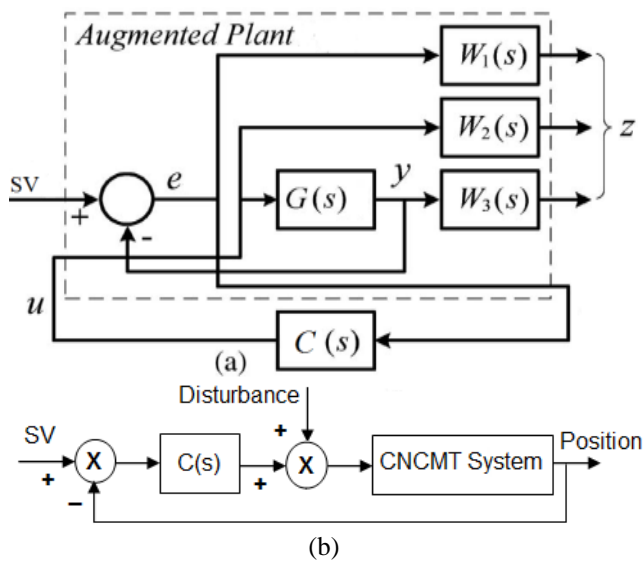 Augmented Plant
W₁(s)
W₂(s)
z
SV
e
y
+
G(s)
W₃(s)
-
u
C (s)
(a)
Disturbance
SV
+
Position
X
C(s)
X
CNCMT System
+
+
−
(b)